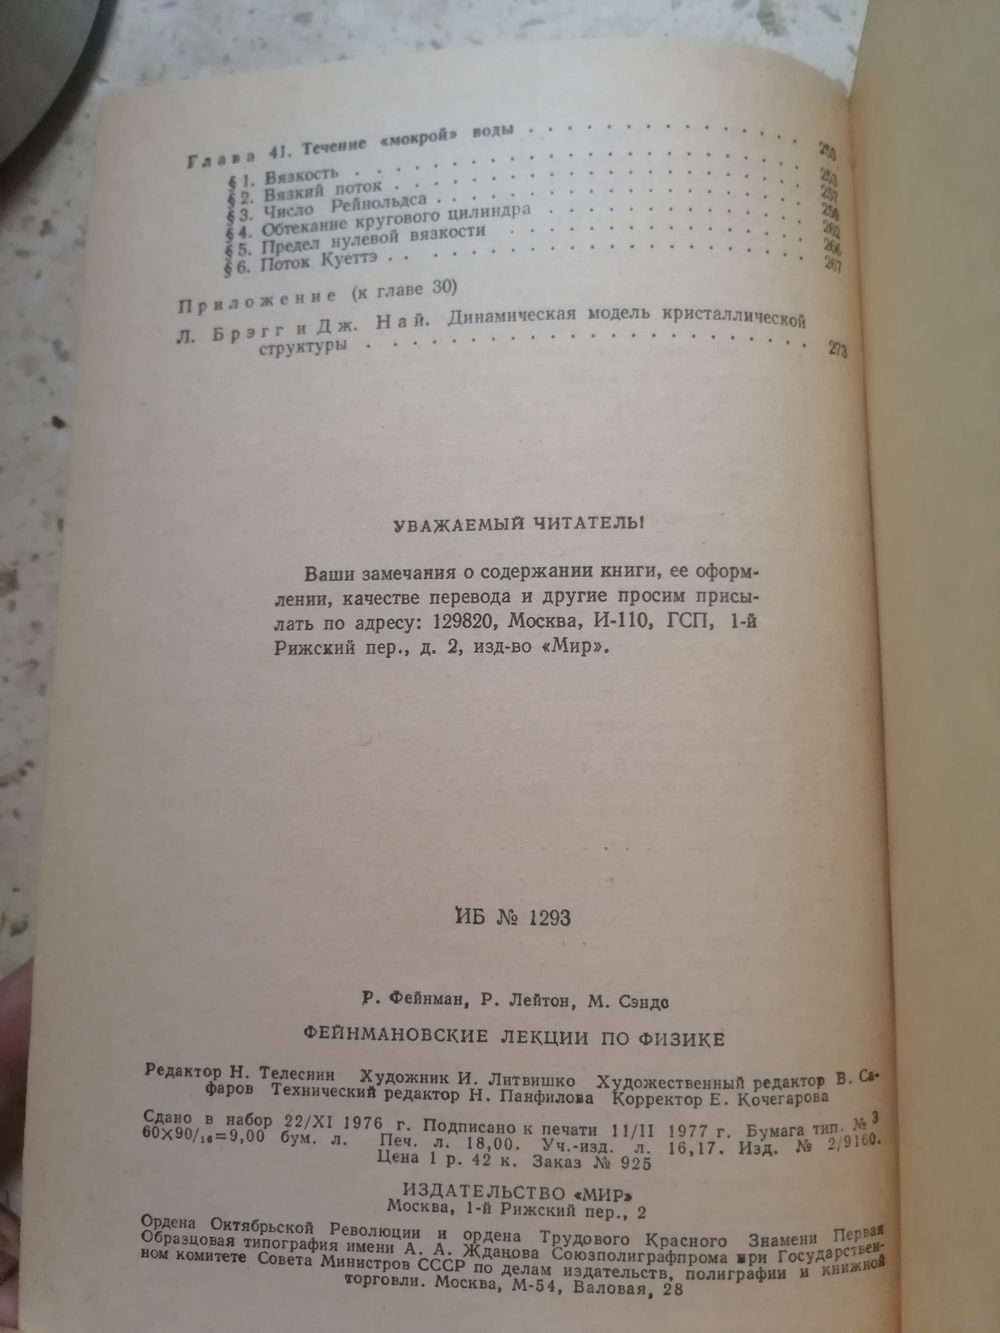 Глава 41. Течение «мокрой» воды . . . . . . . . . . . . . . 253
§ 1. Вязкость . . . . . . . . . . . . . . . . . . 253
§ 2. Вязкий поток . . . . . . . . . . . . . . . . 257
§ 3. Число Рейнольдса . . . . . . . . . . . . . . 259
§ 4. Обтекание кругового цилиндра . . . . . . . . 262
§ 5. Предел нулевой вязкости . . . . . . . . . . 266
§ 6. Поток Куеттэ . . . . . . . . . . . . . . . . 267
Приложение (к главе 30)
Л. Брэгг и Дж. Най. Динамическая модель кристаллической
структуры . . . . . . . . . . . . . . . . . . . 273
УВАЖАЕМЫЙ ЧИТАТЕЛЬ!
Ваши замечания о содержании книги, ее оформ-
лении, качестве перевода и другие просим присы-
лать по адресу: 129820, Москва, И-110, ГСП, 1-й
Рижский пер., д. 2, изд-во «Мир».
ИБ № 1293
Р. Фейнман, Р. Лейтон, М. Сэндс
ФЕЙНМАНОВСКИЕ ЛЕКЦИИ ПО ФИЗИКЕ
Редактор Н. Телеснин Художник И. Литвишко Художественный редактор В. Са-
фаров Технический редактор Н. Панфилова Корректор Е. Кочегарова
Сдано в набор 22/XI 1976 г. Подписано к печати 11/II 1977 г. Бумага тип. № 3
60×90/₁₆=9,00 бум. л. Печ. л. 18,00. Уч.-изд. л. 16,17. Изд. № 2/9160.
Цена 1 р. 42 к. Заказ № 925
ИЗДАТЕЛЬСТВО «МИР»
Москва, 1-й Рижский пер., 2
Ордена Октябрьской Революции и ордена Трудового Красного Знамени Первая
Образцовая типография имени А. А. Жданова Союзполиграфпрома при Государствен-
ном комитете Совета Министров СССР по делам издательств, полиграфии и книжной
торговли. Москва, М-54, Валовая, 28